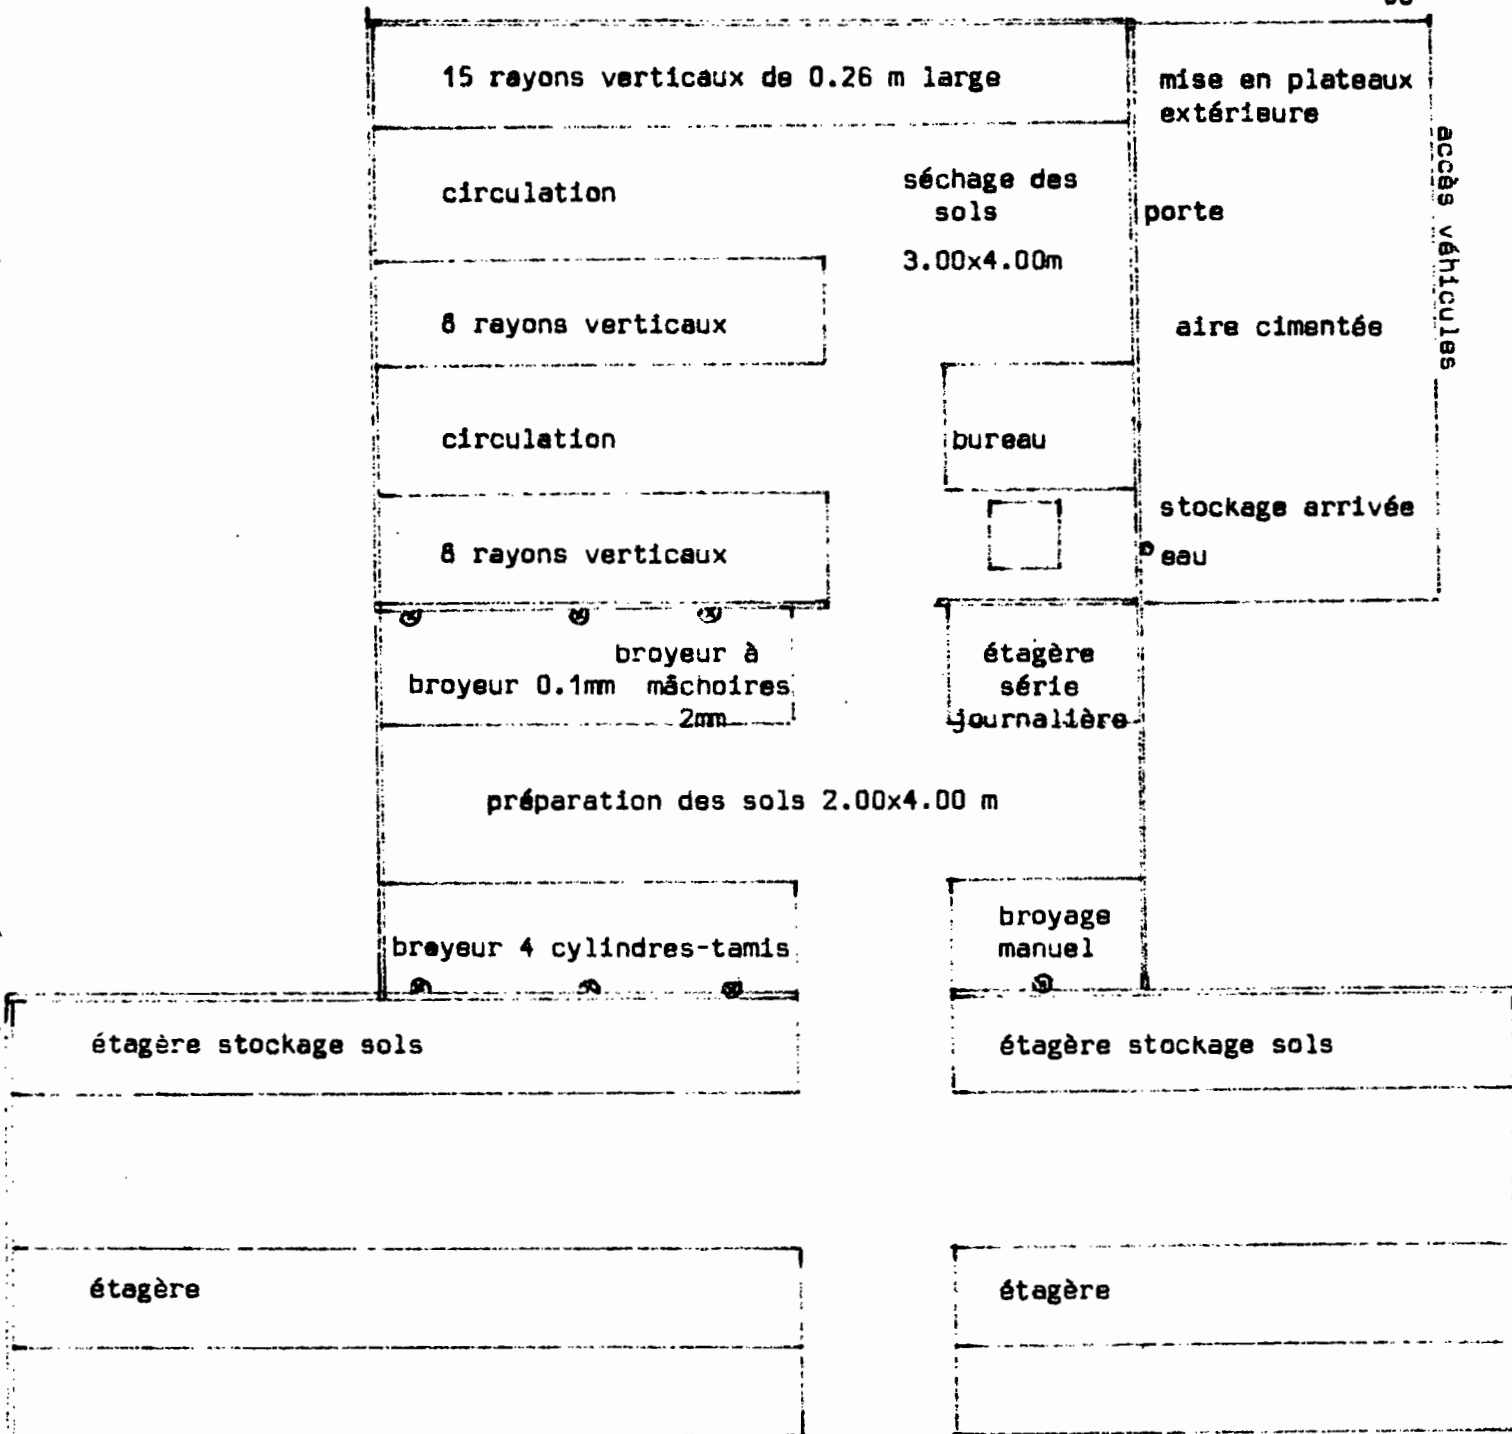 15 rayons verticaux de 0.26 m large
mise en plateaux
extérieure
accès véhicules
circulation
séchage des
sols
3.00x4.00m
porte
8 rayons verticaux
aire cimentée
circulation
bureau
stockage arrivée
eau
8 rayons verticaux
broyeur à
broyeur 0.1mm mâchoires
2mm
étagère
série
journalière
préparation des sols 2.00x4.00 m
broyeur 4 cylindres-tamis
broyage
manuel
étagère stockage sols
étagère stockage sols
étagère
étagère